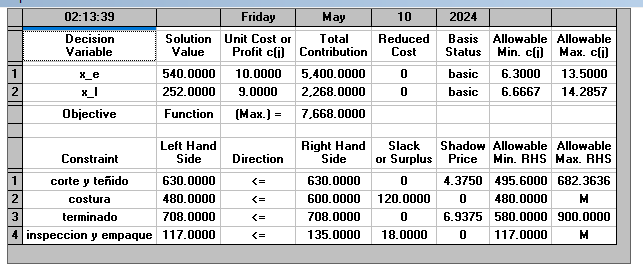 02:13:39 Friday May 10 2024
Decision Variable Solution Value Unit Cost or Profit c(j) Total Contribution Reduced Cost Basis Status Allowable Min. c(j) Allowable Max. c(j)
1 x_e 540.0000 10.0000 5,400.0000 0 basic 6.3000 13.5000
2 x_l 252.0000 9.0000 2,268.0000 0 basic 6.6667 14.2857
Objective Function (Max.) = 7,668.0000
Constraint Left Hand Side Direction Right Hand Side Slack or Surplus Shadow Price Allowable Min. RHS Allowable Max. RHS
1 corte y teñido 630.0000 <= 630.0000 0 4.3750 495.6000 682.3636
2 costura 480.0000 <= 600.0000 120.0000 0 480.0000 M
3 terminado 708.0000 <= 708.0000 0 6.9375 580.0000 900.0000
4 inspeccion y empaque 117.0000 <= 135.0000 18.0000 0 117.0000 M